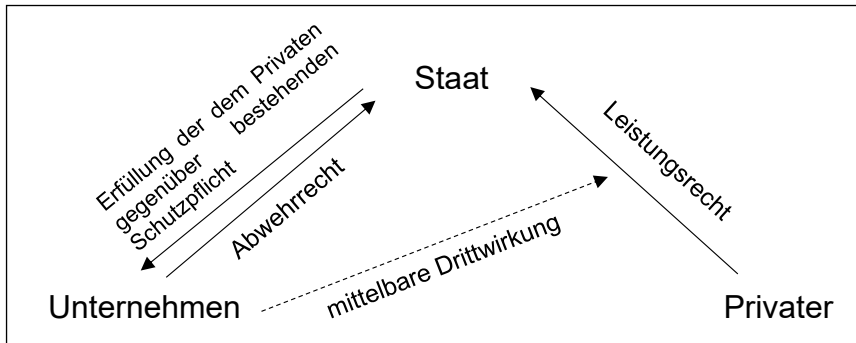 Staat
Erfüllung der dem Privaten
gegenüber bestehenden
Schutzpflicht
Abwehrrecht
Leistungsrecht
mittelbare Drittwirkung
Unternehmen
Privater